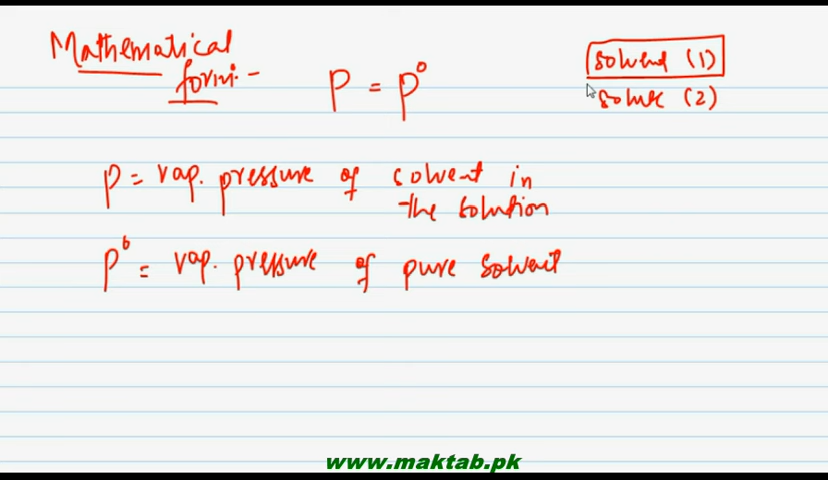 Mathematical
form:-
P = P°
solvent (1)
solute (2)
P = vap. pressure of solvent in
the solution
P° = vap. pressure of pure solvent
www.maktab.pk